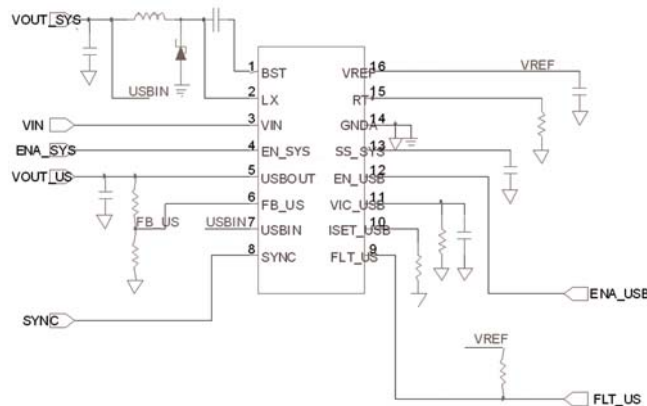 VOUT_SYS
USBIN
VIN
ENA_SYS
VOUT_US
FB_US
USBIN
SYNC
1 BST
2 LX
3 VIN
4 EN_SYS
5 USBOUT
6 FB_US
7 USBIN
8 SYNC
VREF 16
RT 15
GNDA 14
SS_SYS 13
EN_USB 12
VIC_USB 11
ISET_USB 10
FLT_US 9
VREF
ENA_USB
VREF
FLT_US